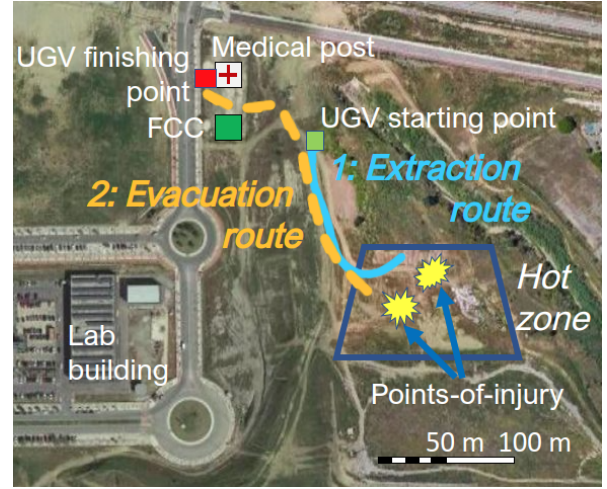 UGV finishing
point
Medical post
FCC
UGV starting point
1: Extraction
route
2: Evacuation
route
Hot
zone
Lab
building
Points-of-injury
50 m 100 m